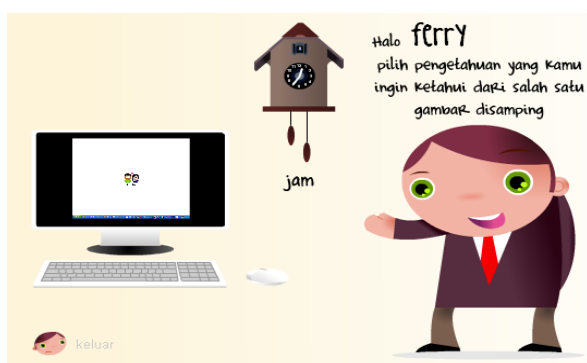 Halo ferry
pilih pengetahuan yang kamu
ingin ketahui dari salah satu
gambar disamping
jam
keluar